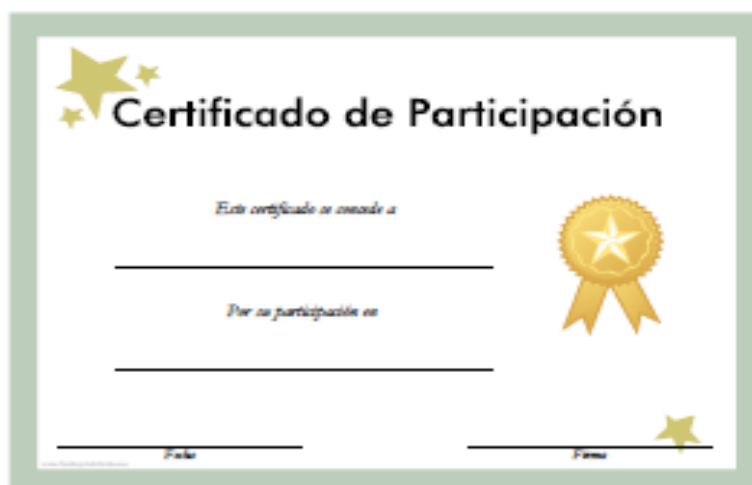 Certificado de Participación
Este certificado se concede a
Por su participación en
Fecha
Firma